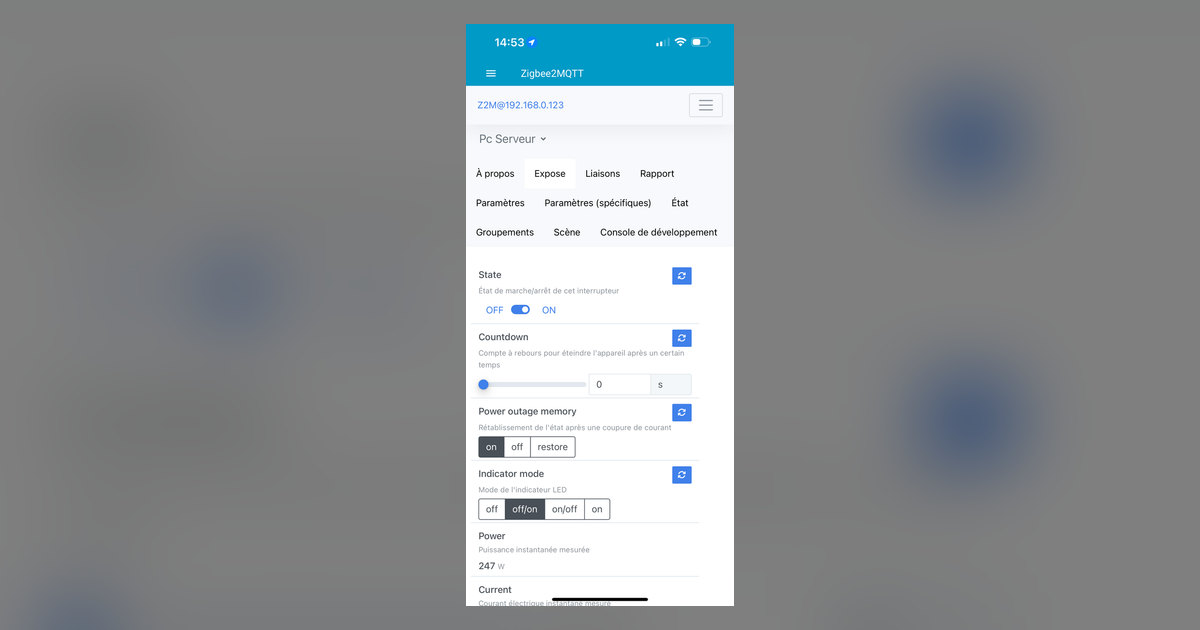 14:53
Zigbee2MQTT
Z2M@192.168.0.123
Pc Serveur
À propos Expose Liaisons Rapport
Paramètres Paramètres (spécifiques) État
Groupements Scène Console de développement
State
État de marche/arrêt de cet interrupteur
OFF ON
Countdown
Compte à rebours pour éteindre l'appareil après un certain
temps
0 s
Power outage memory
Rétablissement de l'état après une coupure de courant
on off restore
Indicator mode
Mode de l'indicateur LED
off off/on on/off on
Power
Puissance instantanée mesurée
247 W
Current
Courant électrique instantané mesuré